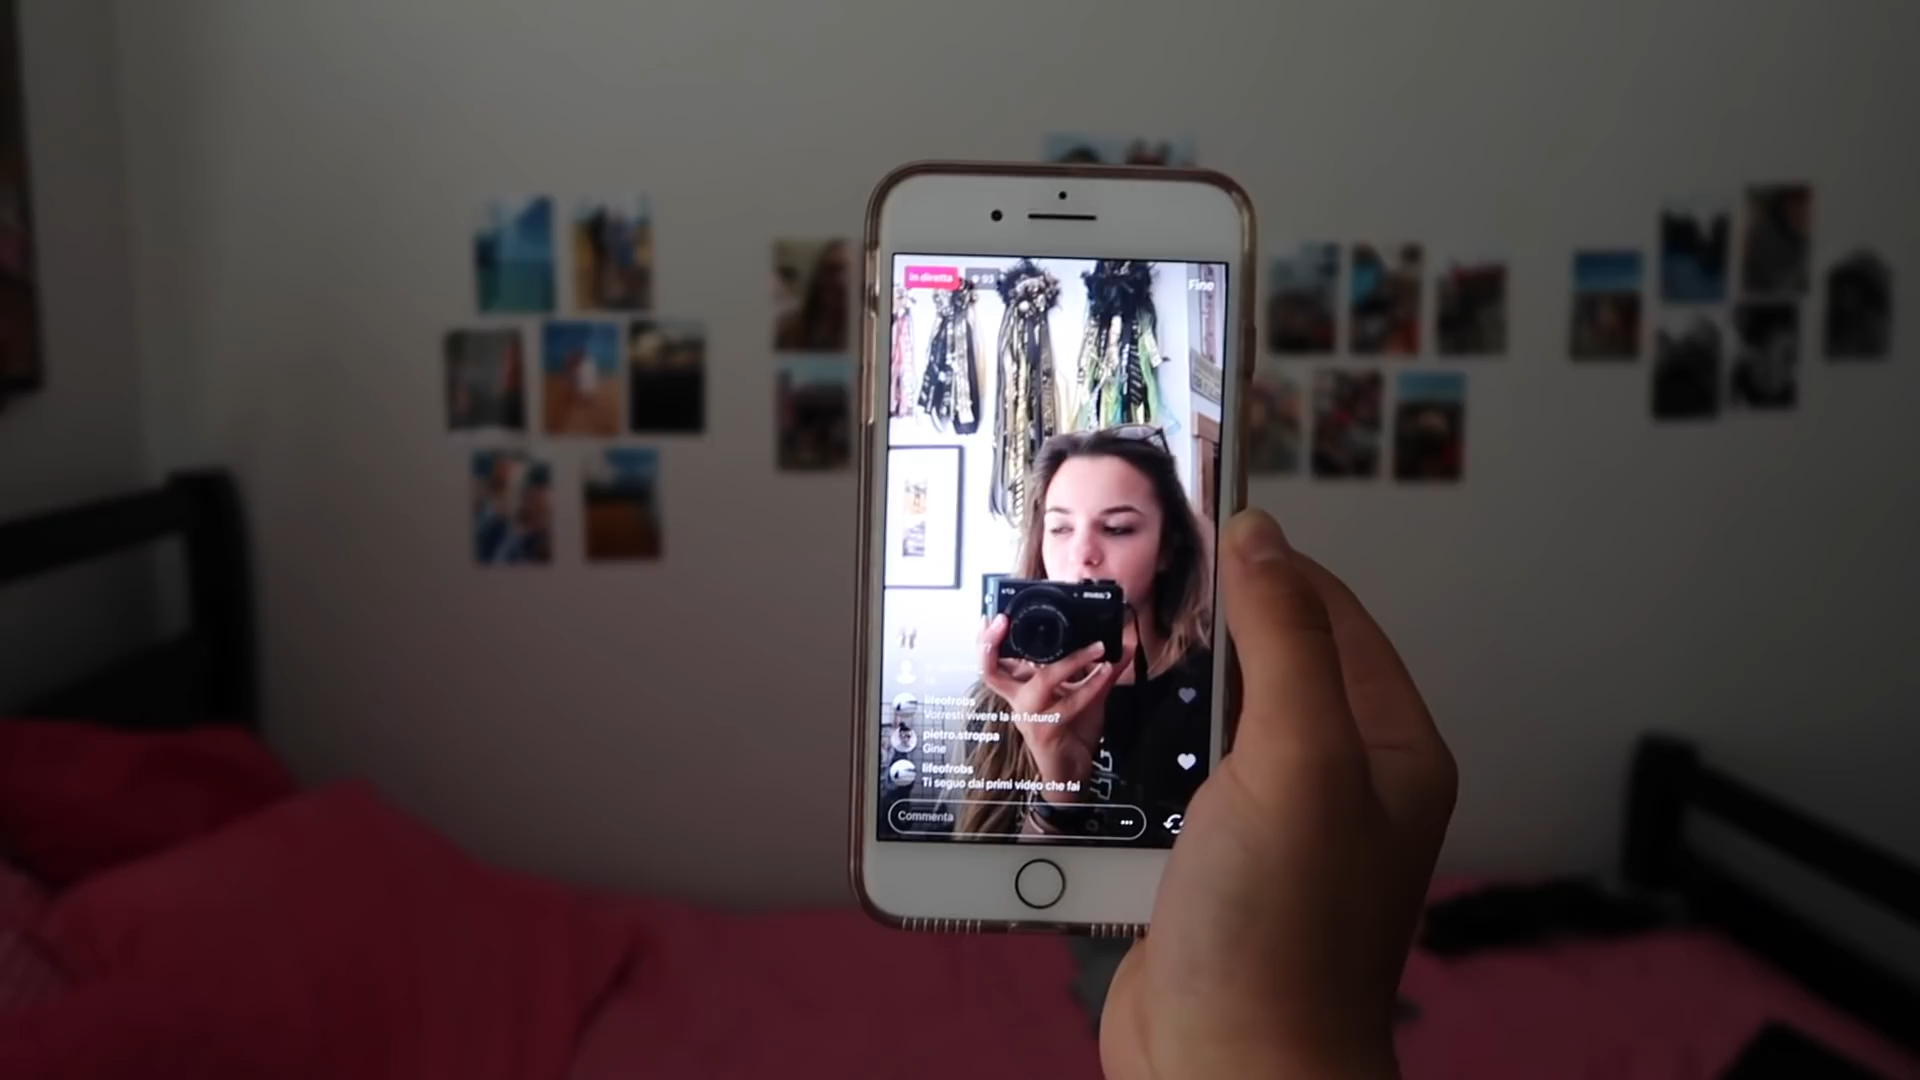 In diretta
93
Fine
lifeofrobs
Vorresti vivere la in futuro?
pietro.stroppa
Gine
lifeofrobs
Ti seguo dai primi video che fai
Commenta